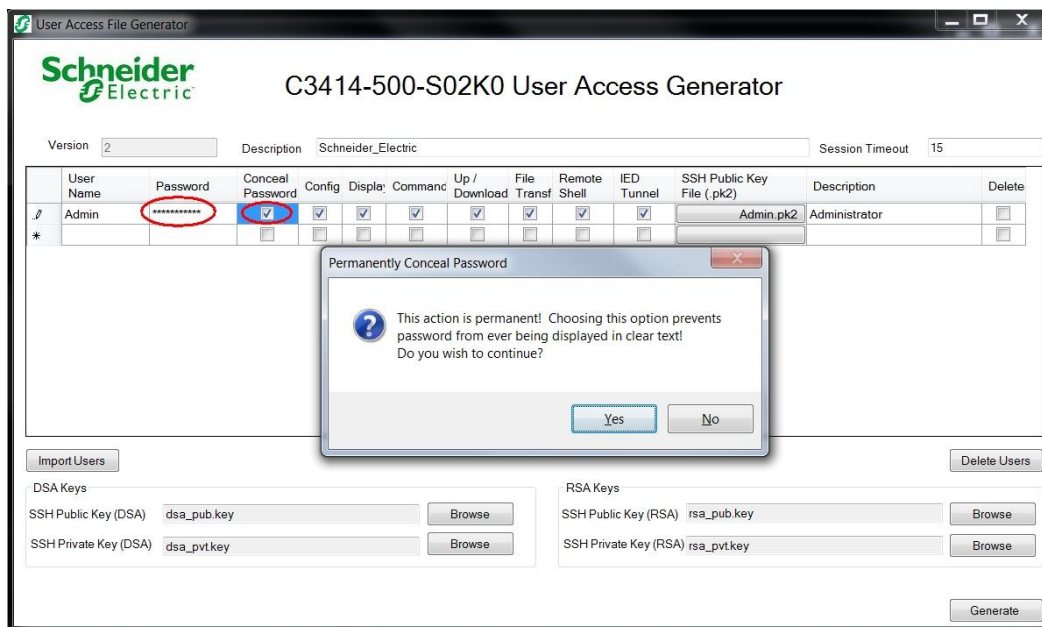 User Access File Generator
Schneider Electric
C3414-500-S02K0 User Access Generator
Version 2 Description Schneider_Electric Session Timeout 15
User Name Password Conceal Password Config Display Command Up / Download File Transf Remote Shell IED Tunnel SSH Public Key File (.pk2) Description Delete
Admin *********** Admin.pk2 Administrator
*
Permanently Conceal Password
This action is permanent! Choosing this option prevents
password from ever being displayed in clear text!
Do you wish to continue?
Yes No
Import Users Delete Users
DSA Keys RSA Keys
SSH Public Key (DSA) dsa_pub.key Browse SSH Public Key (RSA) rsa_pub.key Browse
SSH Private Key (DSA) dsa_pvt.key Browse SSH Private Key (RSA) rsa_pvt.key Browse
Generate